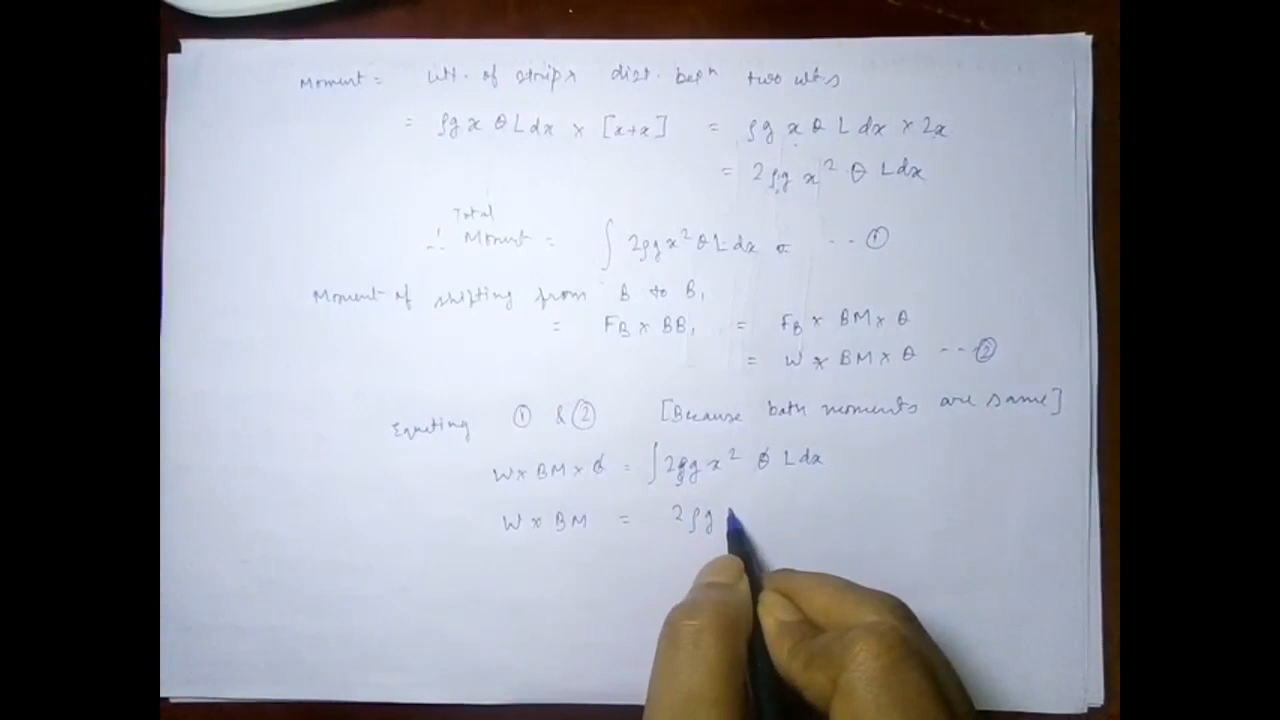 Moment = wt. of strip x dist. betn two wts
= ρg x θ L dx x [x+x] = ρg x θ L dx x 2x
= 2ρg x² θ L dx
Total
∴ Moment = ∫ 2ρg x² θ L dx -- ①
Moment of shifting from B to B₁
= F_B x BB₁ = F_B x BM x θ
= W x BM x θ --- ②
Equating ① & ② [Because both moments are same]
W x BM x θ = ∫ 2ρg x² θ L dx
W x BM = 2ρg